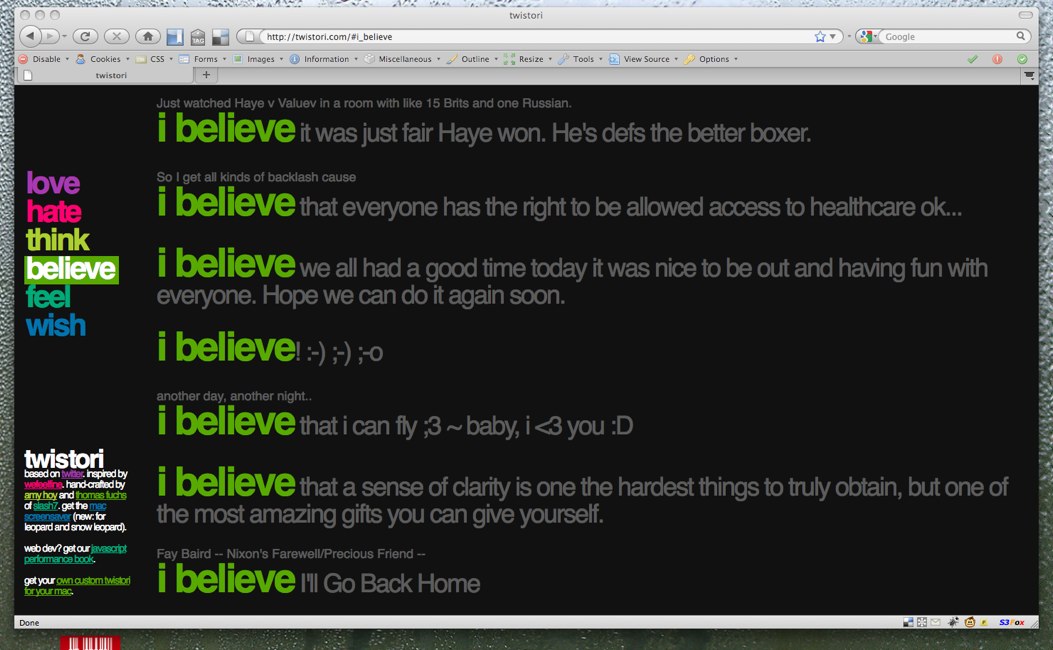 twistori
http://twistori.com/#i_believe
Google
Disable Cookies CSS Forms Images Information Miscellaneous Outline Resize Tools View Source Options
twistori
Just watched Haye v Valuev in a room with like 15 Brits and one Russian.
i believe it was just fair Haye won. He's defs the better boxer.
So I get all kinds of backlash cause
i believe that everyone has the right to be allowed access to healthcare ok...
i believe we all had a good time today it was nice to be out and having fun with
everyone. Hope we can do it again soon.
i believe! :-) ;-) ;-o
another day, another night..
i believe that i can fly ;3 ~ baby, i <3 you :D
i believe that a sense of clarity is one the hardest things to truly obtain, but one of
the most amazing gifts you can give yourself.
Fay Baird -- Nixon's Farewell/Precious Friend --
i believe I'll Go Back Home
love
hate
think
believe
feel
wish
twistori
based on twitter. inspired by
wefeelfine. hand-crafted by
amy hoy and thomas fuchs
of slash7. get the mac
screensaver (new: for
leopard and snow leopard).
web dev? get our javascript
performance book.
get your own custom twistori
for your mac.
Done
S3Fox